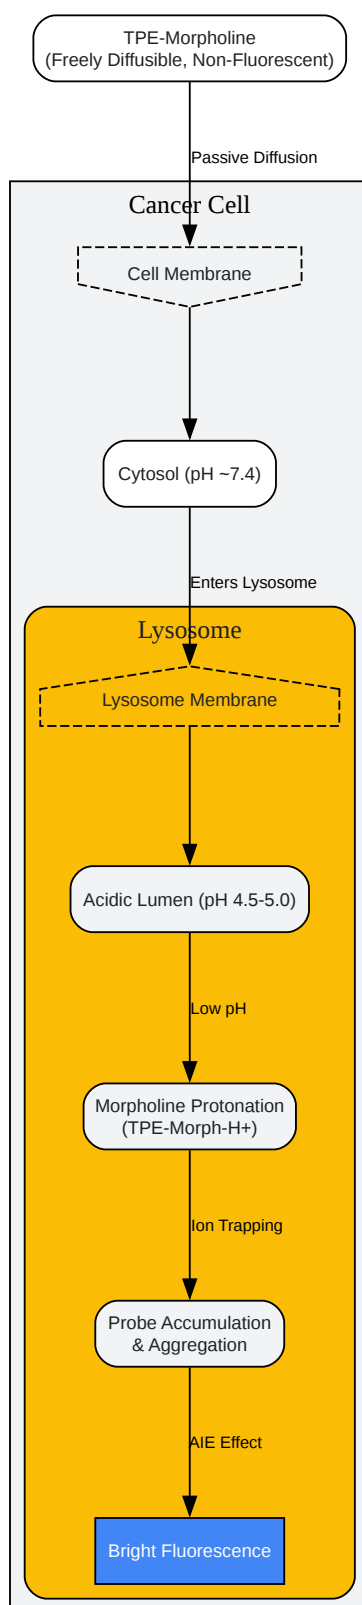 TPE-Morpholine
(Freely Diffusible, Non-Fluorescent)
Passive Diffusion
Cancer Cell
Cell Membrane
Cytosol (pH ~7.4)
Enters Lysosome
Lysosome
Lysosome Membrane
Acidic Lumen (pH 4.5-5.0)
Low pH
Morpholine Protonation
(TPE-Morph-H+)
Ion Trapping
Probe Accumulation
& Aggregation
AIE Effect
Bright Fluorescence